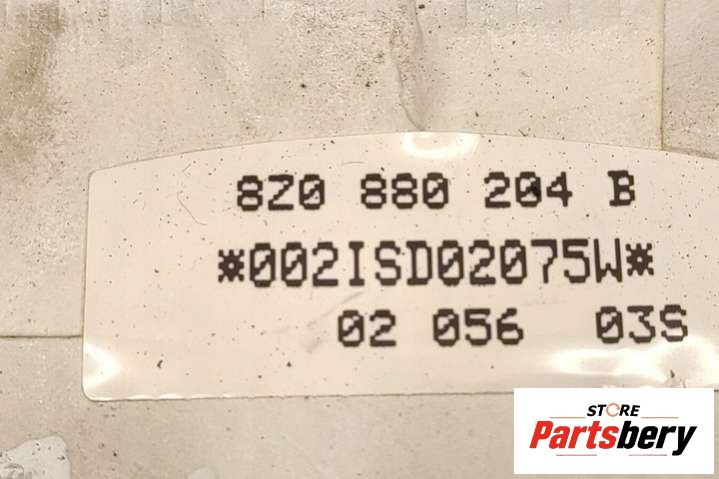 8Z0 880 204 B
*002ISD02075W*
02 056 03S
STORE
Partsbery